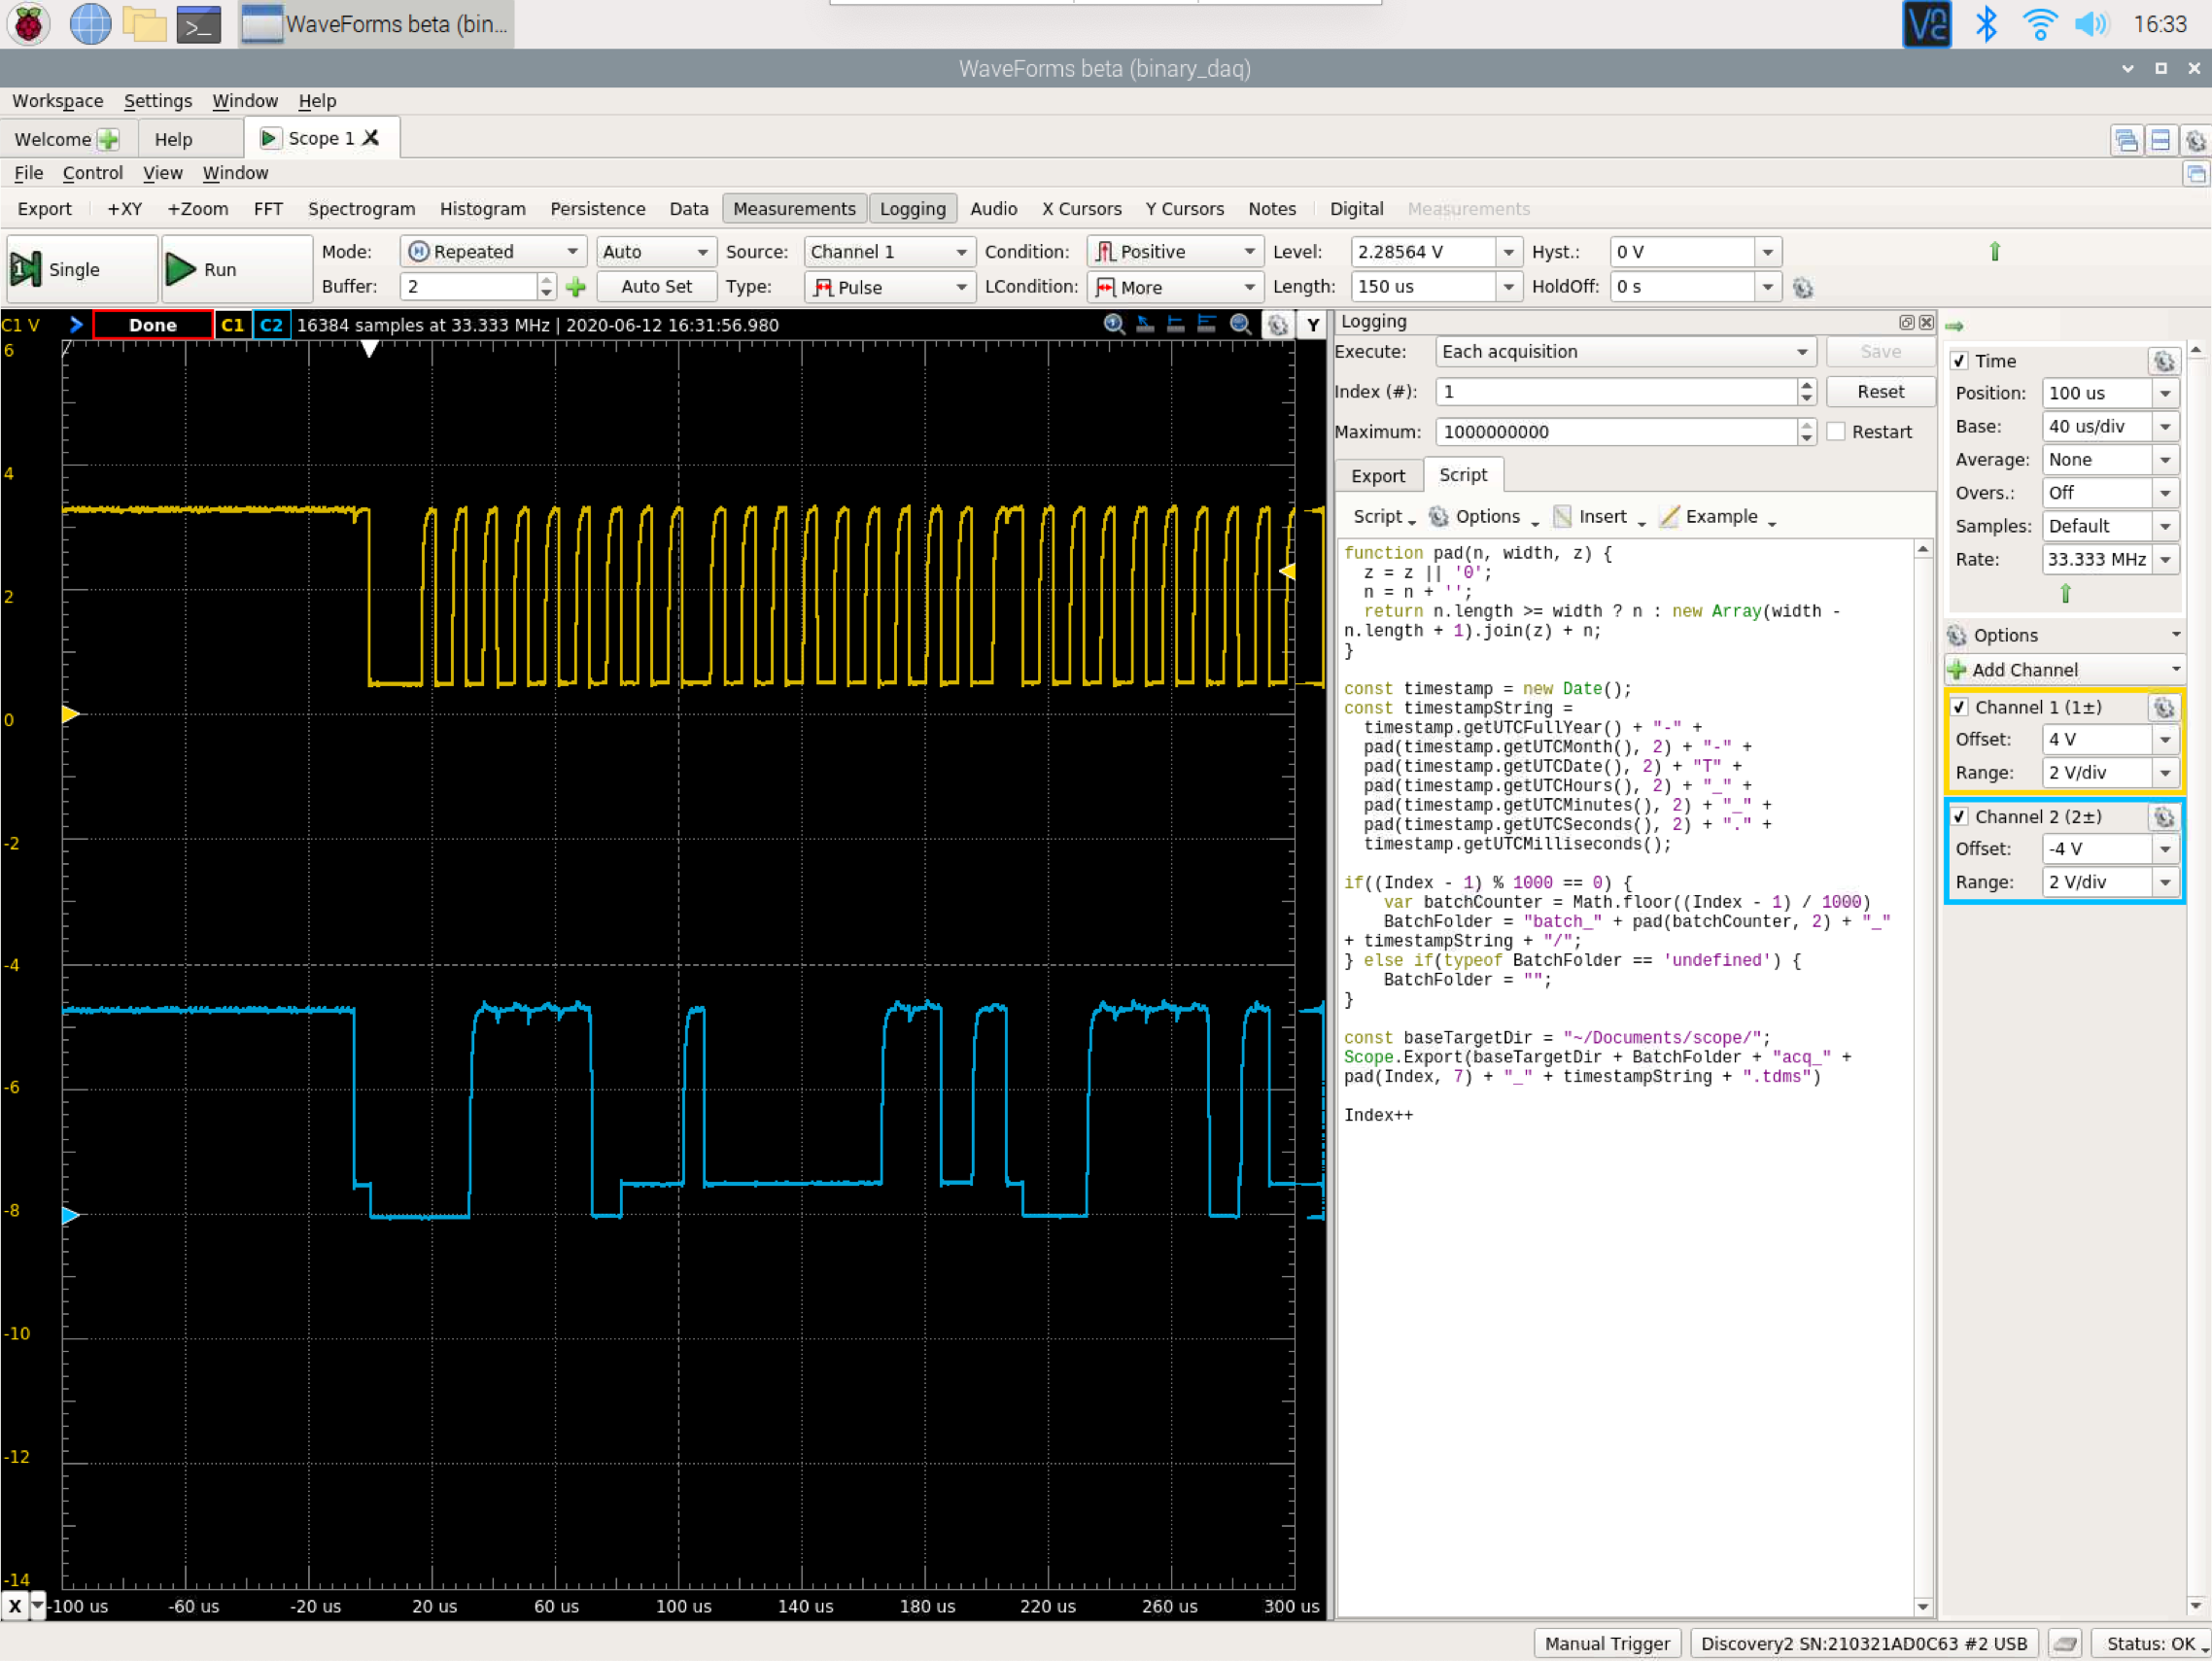 WaveForms beta (bin...
16:33
WaveForms beta (binary_daq)
Workspace Settings Window Help
Welcome Help Scope 1
File Control View Window
Export +XY +Zoom FFT Spectrogram Histogram Persistence Data Measurements Logging Audio X Cursors Y Cursors Notes Digital Measurements
Single Run Mode: Repeated Auto Source: Channel 1 Condition: Positive Level: 2.28564 V Hyst.: 0 V
Buffer: 2 Auto Set Type: Pulse LCondition: More Length: 150 us HoldOff: 0 s
C1 V Done C1 C2 16384 samples at 33.333 MHz | 2020-06-12 16:31:56.980 Y
6
4
2
0
-2
-4
-6
-8
-10
-12
-14
X -100 us -60 us -20 us 20 us 60 us 100 us 140 us 180 us 220 us 260 us 300 us
Logging
Execute: Each acquisition Save
Index (#): 1 Reset
Maximum: 1000000000 Restart
Export Script
Script Options Insert Example
function pad(n, width, z) {
z = z || '0';
n = n + '';
return n.length >= width ? n : new Array(width -
n.length + 1).join(z) + n;
}
const timestamp = new Date();
const timestampString =
timestamp.getUTCFullYear() + "-" +
pad(timestamp.getUTCMonth(), 2) + "-" +
pad(timestamp.getUTCDate(), 2) + "T" +
pad(timestamp.getUTCHours(), 2) + "_" +
pad(timestamp.getUTCMinutes(), 2) + "_" +
pad(timestamp.getUTCSeconds(), 2) + "." +
timestamp.getUTCMilliseconds();
if((Index - 1) % 1000 == 0) {
var batchCounter = Math.floor((Index - 1) / 1000)
BatchFolder = "batch_" + pad(batchCounter, 2) + "_"
+ timestampString + "/";
} else if(typeof BatchFolder == 'undefined') {
BatchFolder = "";
}
const baseTargetDir = "~/Documents/scope/";
Scope.Export(baseTargetDir + BatchFolder + "acq_" +
pad(Index, 7) + "_" + timestampString + ".tdms")
Index++
Time
Position: 100 us
Base: 40 us/div
Average: None
Overs.: Off
Samples: Default
Rate: 33.333 MHz
Options
Add Channel
Channel 1 (1±)
Offset: 4 V
Range: 2 V/div
Channel 2 (2±)
Offset: -4 V
Range: 2 V/div
Manual Trigger Discovery2 SN:210321AD0C63 #2 USB Status: OK